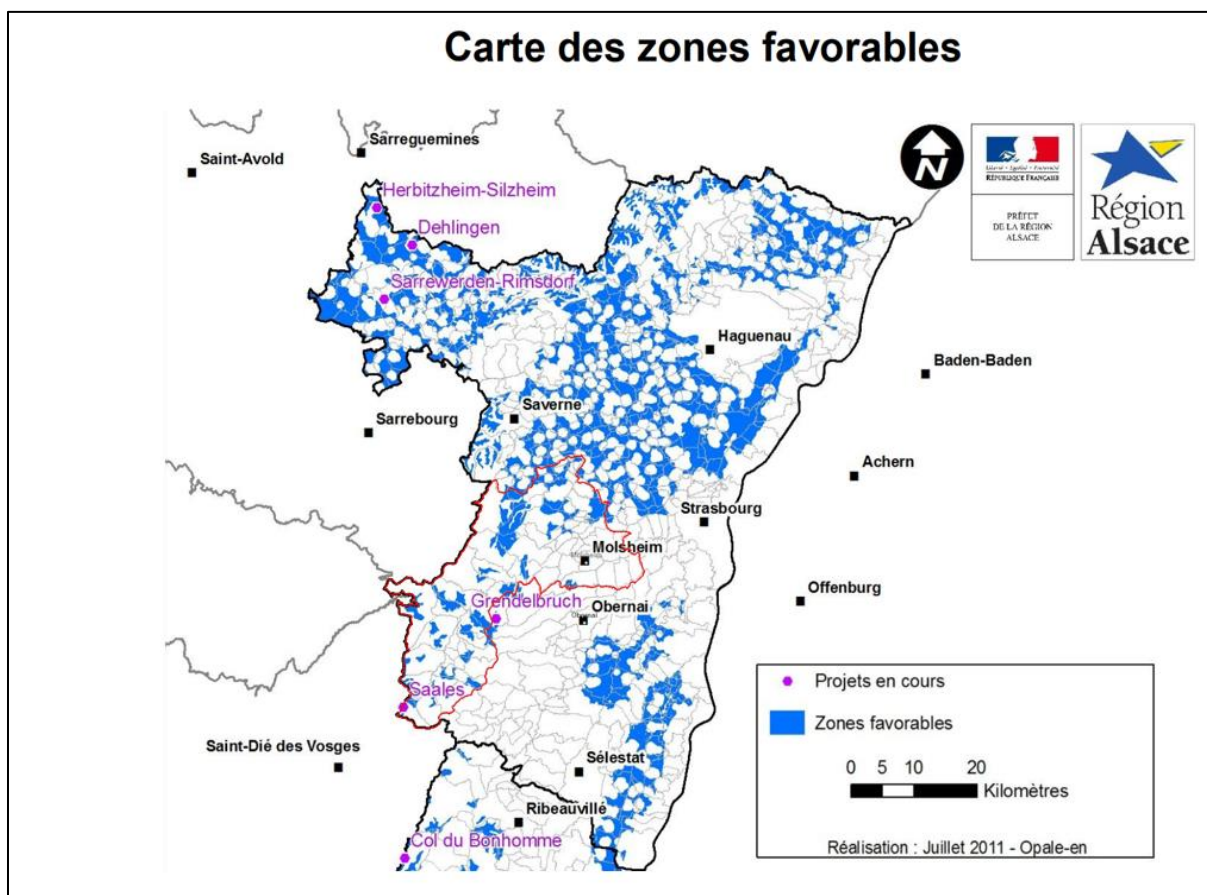 Carte des zones favorables
Sarreguemines
Saint-Avold
Herbitzheim-Silzheim
Dehlingen
Sarrewerden-Rimsdorf
Haguenau
Baden-Baden
Saverne
Sarrebourg
Achern
Strasbourg
Molsheim
Offenburg
Grendelbruch
Obernai
Saales
Saint-Dié des Vosges
Sélestat
Ribeauvillé
Col du Bonhomme
N
Liberté • Égalité • Fraternité
RÉPUBLIQUE FRANÇAISE
PRÉFET
DE LA RÉGION
ALSACE
Région
Alsace
Projets en cours
Zones favorables
0 5 10 20
Kilomètres
Réalisation : Juillet 2011 - Opale-en